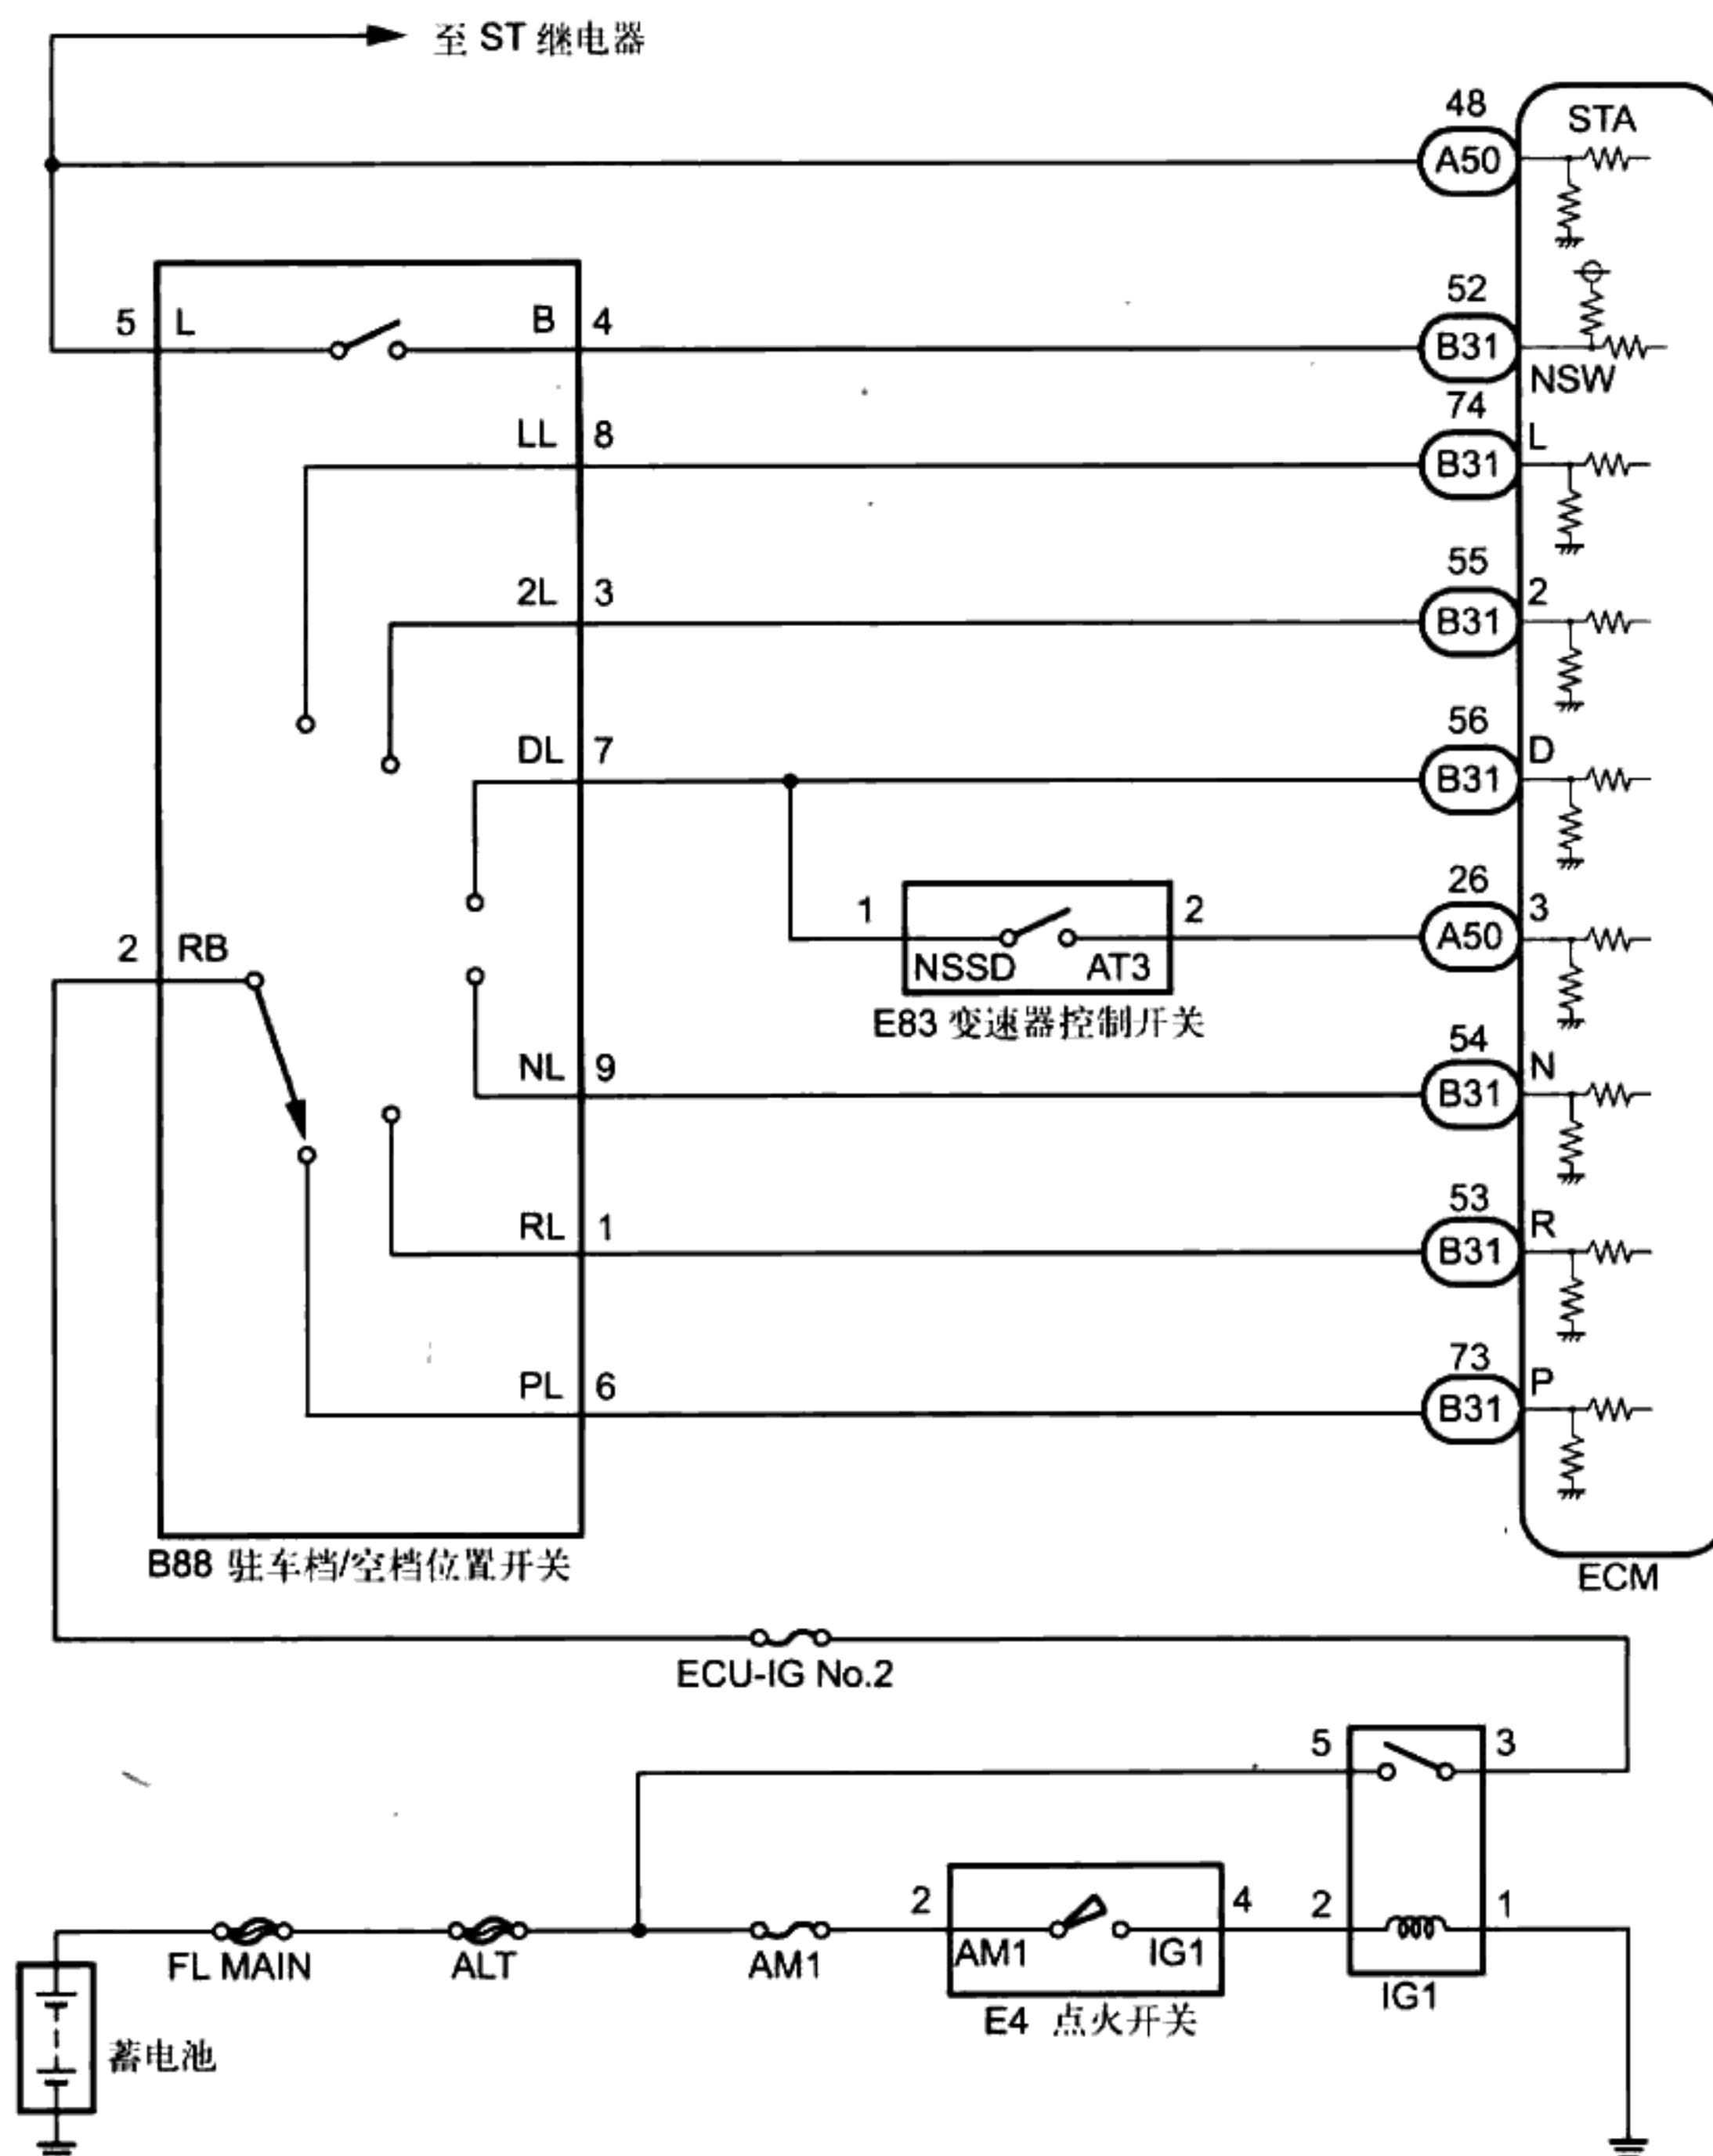 至 ST 继电器
48
STA
A50
52
5 L B 4
B31
NSW
74
LL 8
L
B31
55
2L 3
2
B31
56
DL 7
D
B31
26
1 2
3
2 RB
A50
NSSD AT3
E83 变速器控制开关
54
NL 9
N
B31
53
RL 1
R
B31
73
PL 6
P
B31
B88 驻车档/空档位置开关
ECM
ECU-IG No.2
5 3
2 4 2 1
FL MAIN ALT AM1 AM1 IG1
IG1
E4 点火开关
蓄电池